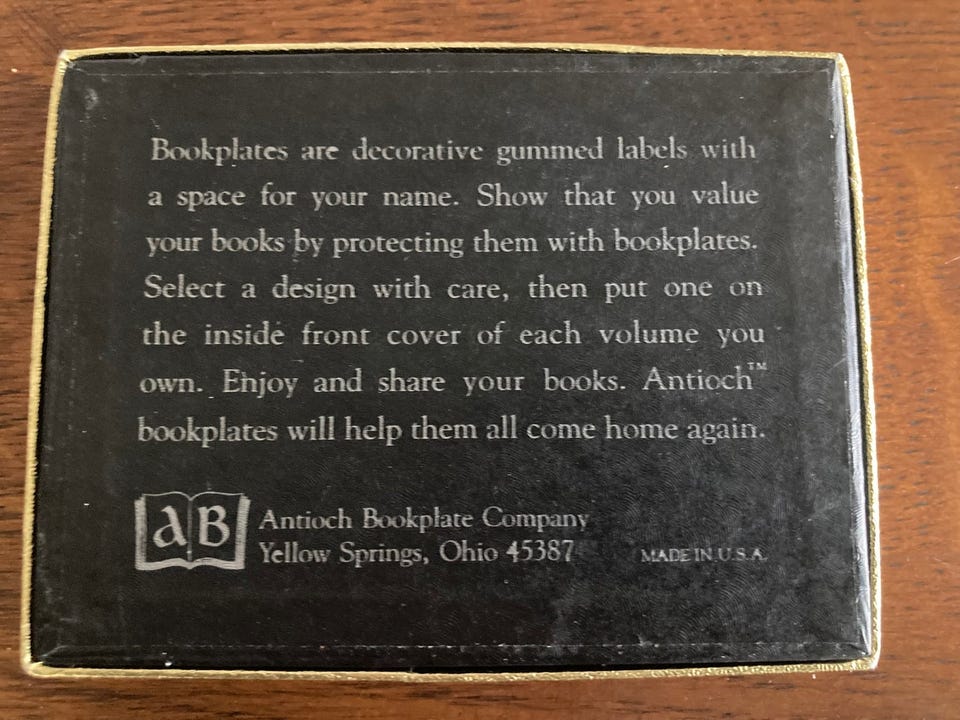 Bookplates are decorative gummed labels with
a space for your name. Show that you value
your books by protecting them with bookplates.
Select a design with care, then put one on
the inside front cover of each volume you
own. Enjoy and share your books. Antioch™
bookplates will help them all come home again.
aB
Antioch Bookplate Company
Yellow Springs, Ohio 45387
MADE IN U.S.A.